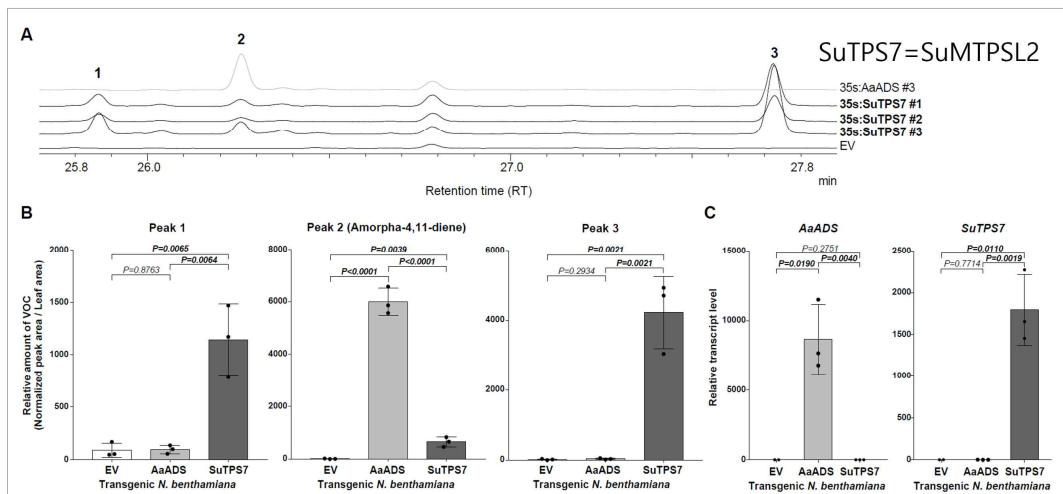 A
SuTPS7=SuMTPSL2
1
2
3
35s:AaADS #3
35s:SuTPS7 #1
35s:SuTPS7 #2
35s:SuTPS7 #3
EV
25.8 26.0 27.0 27.8
min
Retention time (RT)
B
Peak 1
Relative amount of VOC
(Normalized peak area / Leaf area)
2000
1500
1000
500
0
P=0.0065
P=0.8763
P=0.0064
EV AaADS SuTPS7
Transgenic N. benthamiana
Peak 2 (Amorpha-4,11-diene)
8000
6000
4000
2000
0
P=0.0039
P<0.0001
P<0.0001
EV AaADS SuTPS7
Transgenic N. benthamiana
Peak 3
6000
4000
2000
0
P=0.0021
P=0.2934
P=0.0021
EV AaADS SuTPS7
Transgenic N. benthamiana
C
AaADS
Relative transcript level
15000
10000
5000
0
P=0.2751
P=0.0190
P=0.0040
EV AaADS SuTPS7
Transgenic N. benthamiana
SuTPS7
2500
2000
1500
1000
500
0
P=0.0110
P=0.7714
P=0.0019
EV AaADS SuTPS7
Transgenic N. benthamiana